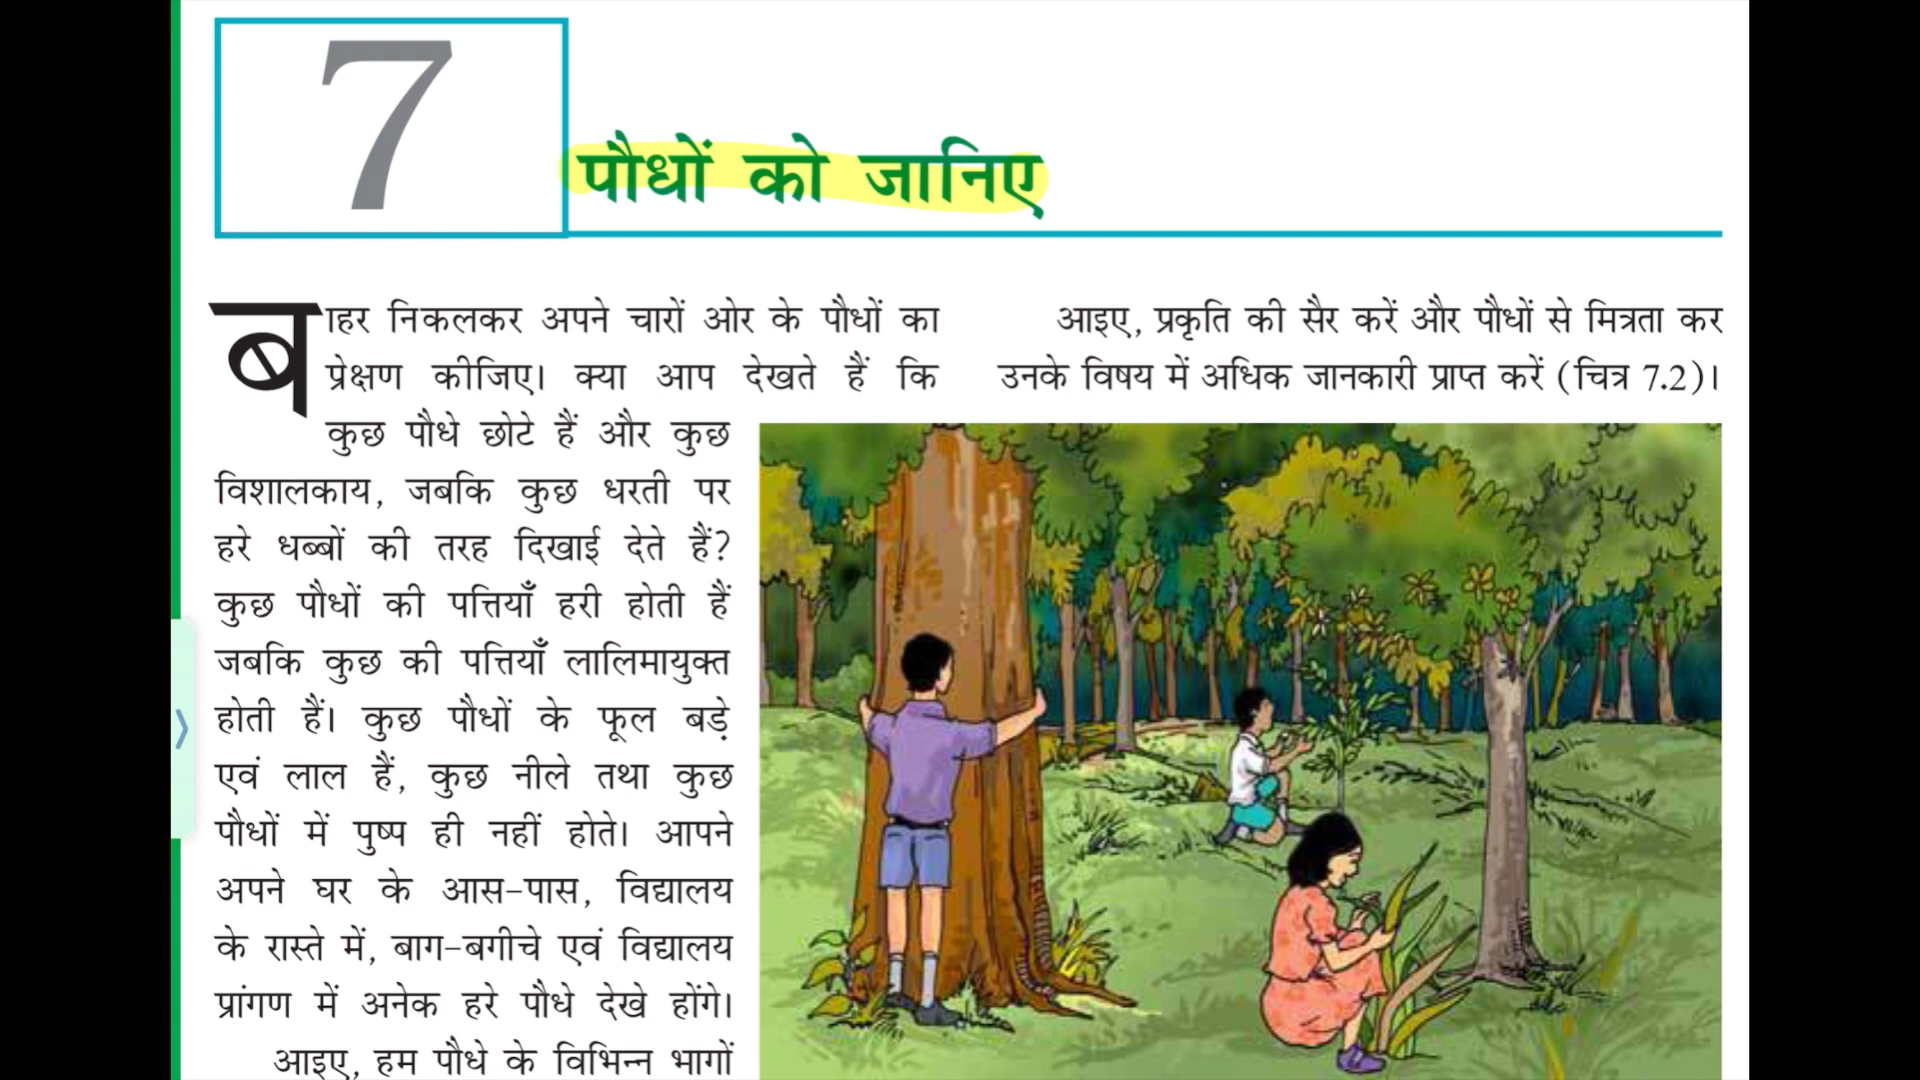 7
पौधों को जानिए
बाहर निकलकर अपने चारों ओर के पौधों का
प्रेक्षण कीजिए। क्या आप देखते हैं कि
कुछ पौधे छोटे हैं और कुछ
विशालकाय, जबकि कुछ धरती पर
हरे धब्बों की तरह दिखाई देते हैं?
कुछ पौधों की पत्तियाँ हरी होती हैं
जबकि कुछ की पत्तियाँ लालिमायुक्त
होती हैं। कुछ पौधों के फूल बड़े
एवं लाल हैं, कुछ नीले तथा कुछ
पौधों में पुष्प ही नहीं होते। आपने
अपने घर के आस-पास, विद्यालय
के रास्ते में, बाग-बगीचे एवं विद्यालय
प्रांगण में अनेक हरे पौधे देखे होंगे।
आइए, हम पौधे के विभिन्न भागों
आइए, प्रकृति की सैर करें और पौधों से मित्रता कर
उनके विषय में अधिक जानकारी प्राप्त करें (चित्र 7.2)।